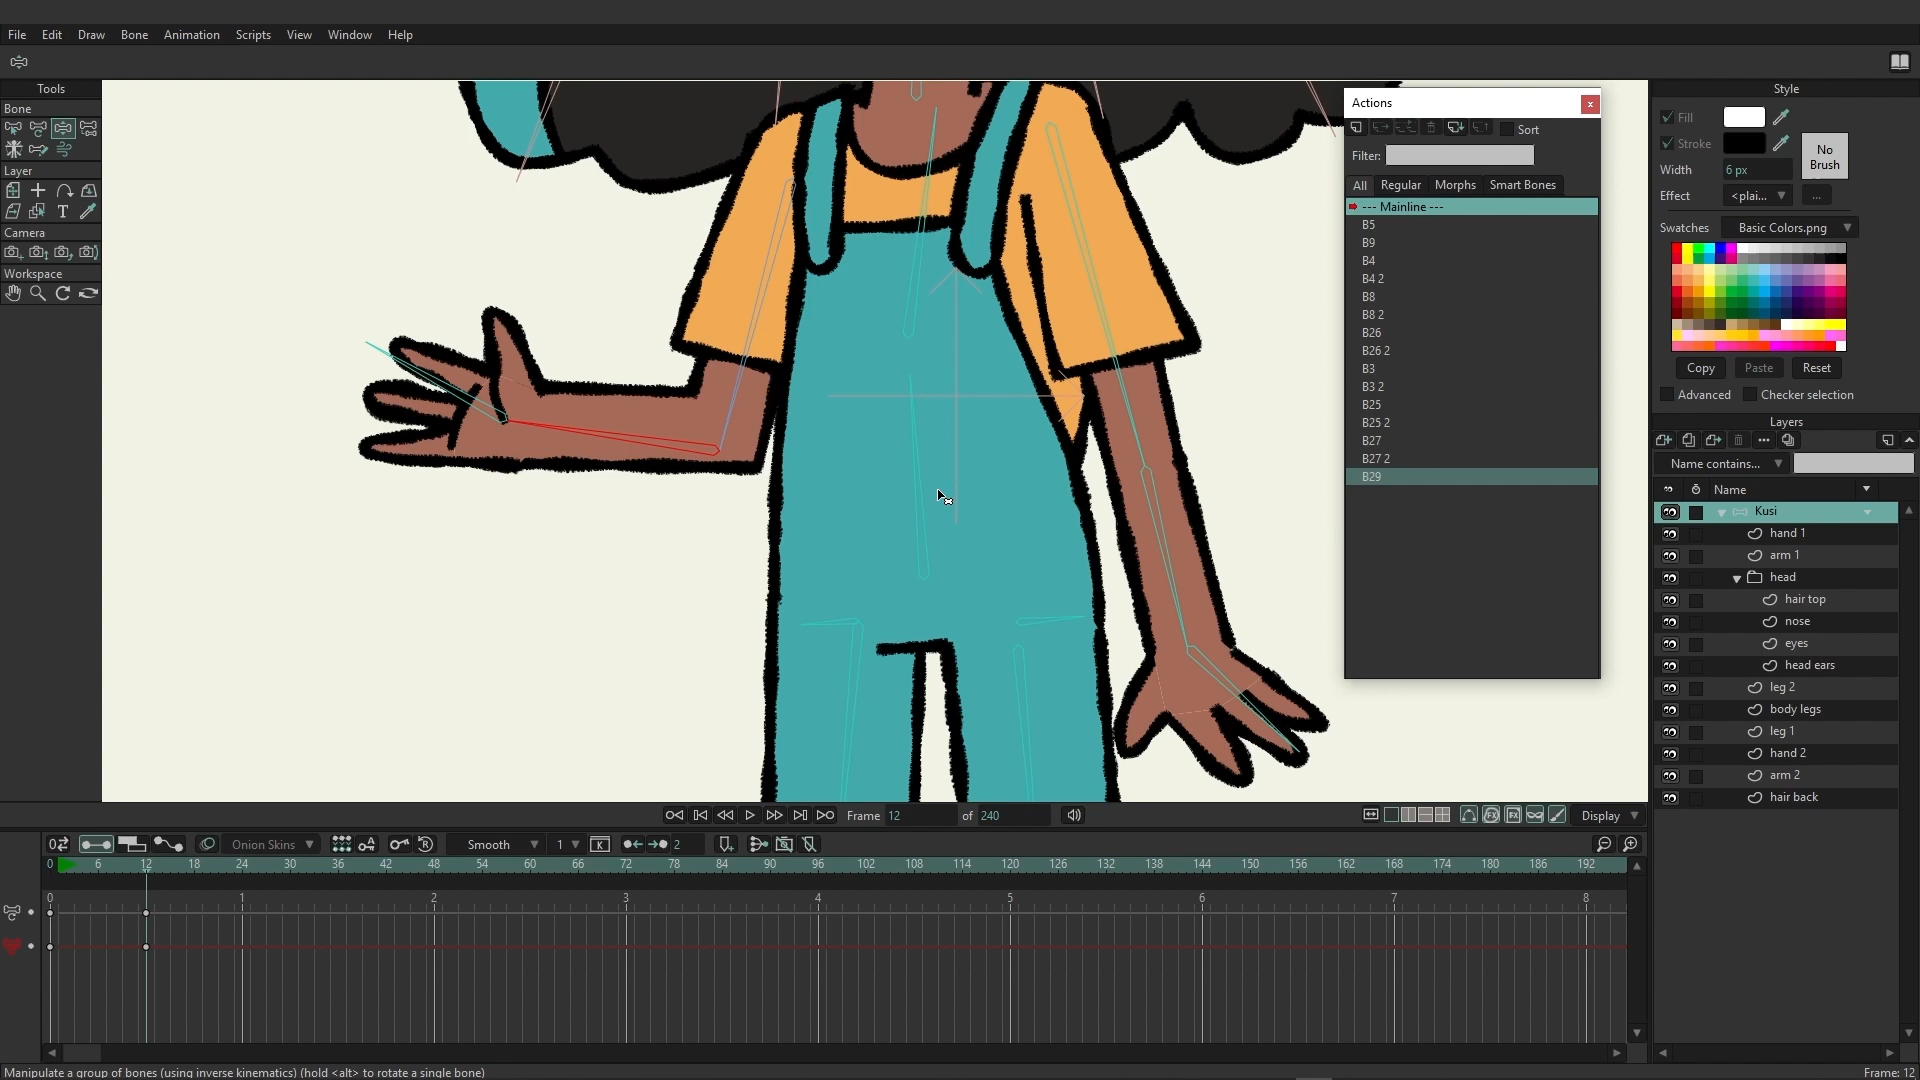 File Edit Draw Bone Animation Scripts View Window Help
Tools
Bone
Layer
T
Camera
Workspace
Actions
x
Sort
Filter:
All Regular Morphs Smart Bones
--- Mainline ---
B5
B9
B4
B4 2
B8
B8 2
B26
B26 2
B3
B3 2
B25
B25 2
B27
B27 2
B29
Style
Fill
Stroke
No Brush
Width 6 px
Effect <plai... ...
Swatches Basic Colors.png
Copy Paste Reset
Advanced Checker selection
Layers
Name contains...
Name
Kusi
hand 1
arm 1
head
hair top
nose
eyes
head ears
leg 2
body legs
leg 1
hand 2
arm 2
hair back
Frame 12 of 240
Display
Onion Skins Smooth 1 K 2
0 6 12 18 24 30 36 42 48 54 60 66 72 78 84 90 96 102 108 114 120 126 132 138 144 150 156 162 168 174 180 186 192
0 1 2 3 4 5 6 7 8
Manipulate a group of bones (using inverse kinematics) (hold <alt> to rotate a single bone)
Frame: 12